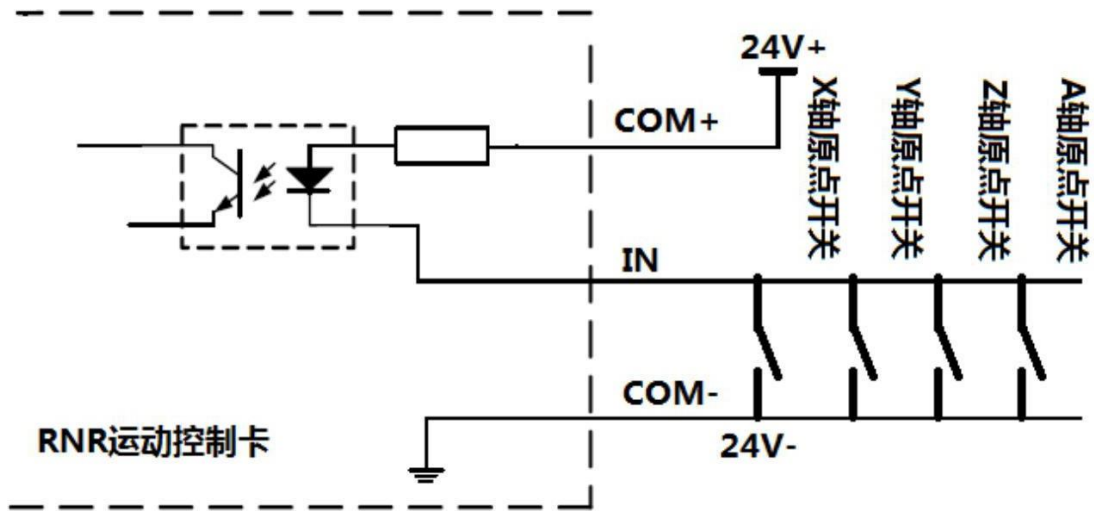 24V+
COM+
X轴原点开关
Y轴原点开关
Z轴原点开关
A轴原点开关
IN
COM-
RNR运动控制卡
24V-